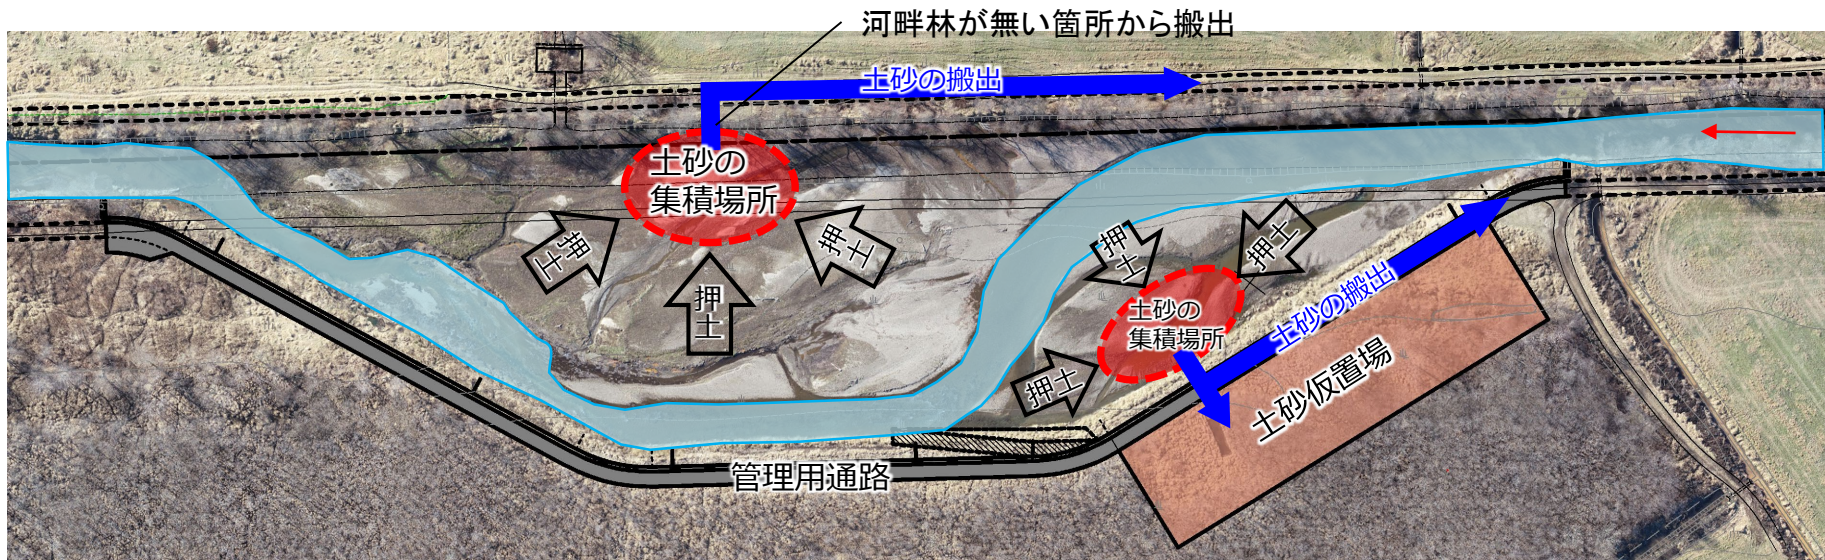 河畔林が無い箇所から搬出
土砂の搬出
土砂の
集積場所
押土
押土
押土
押土
押土
土砂の
集積場所
押土
土砂の搬出
土砂仮置場
管理用通路